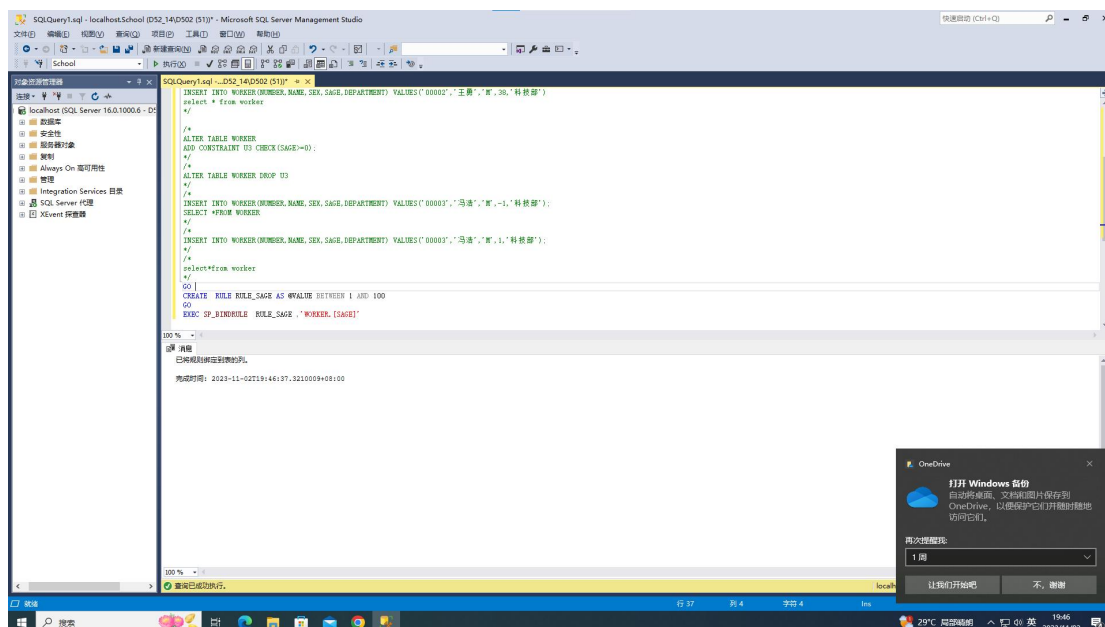 SQLQuery1.sql - localhost.School (D52_14\D502 (51))* - Microsoft SQL Server Management Studio
快速启动 (Ctrl+Q)
文件(F) 编辑(E) 视图(V) 查询(Q) 项目(P) 工具(T) 窗口(W) 帮助(H)
新建查询(N)
School
执行(X)
对象资源管理器
SQLQuery1.sql -...D52_14\D502 (51))*
连接
localhost (SQL Server 16.0.1000.6 - D5
数据库
安全性
服务器对象
复制
Always On 高可用性
管理
Integration Services 目录
SQL Server 代理
XEvent 探查器
INSERT INTO WORKER(NUMBER,NAME,SEX,SAGE,DEPARTMENT) VALUES('00002','王勇','男',38,'科技部')
select * from worker
*/
/*
ALTER TABLE WORKER
ADD CONSTRAINT U3 CHECK(SAGE>=0);
*/
/*
ALTER TABLE WORKER DROP U3
*/
/*
INSERT INTO WORKER(NUMBER,NAME,SEX,SAGE,DEPARTMENT) VALUES('00003','冯浩','男',-1,'科技部');
SELECT *FROM WORKER
*/
/*
INSERT INTO WORKER(NUMBER,NAME,SEX,SAGE,DEPARTMENT) VALUES('00003','冯浩','男',1,'科技部');
*/
/*
select*from worker
*/
GO
CREATE RULE RULE_SAGE AS @VALUE BETWEEN 1 AND 100
GO
EXEC SP_BINDRULE RULE_SAGE ,'WORKER.[SAGE]'
100 %
消息
已将规则绑定到表的列。
完成时间: 2023-11-02T19:46:37.3210009+08:00
100 %
查询已成功执行。
localh
OneDrive
打开 Windows 备份
自动将桌面、文档和图片保存到
OneDrive，以便保护它们并随时随地
访问它们。
再次提醒我:
1 周
让我们开始吧
不，谢谢
就绪
行 37
列 4
字符 4
Ins
搜索
29°C 局部晴朗
英
19:46